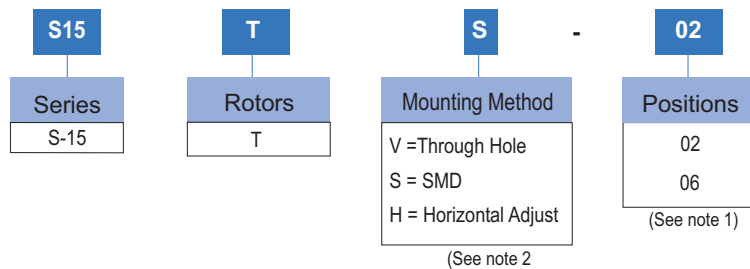 S15 T S - 02
Series Rotors Mounting Method Positions
S-15 T V =Through Hole 02
S = SMD 06
H = Horizontal Adjust (See note 1)
(See note 2